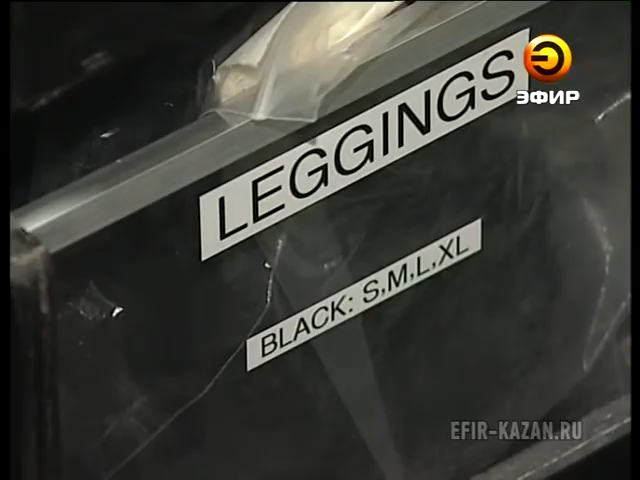 ЭФИР
LEGGINGS
BLACK: S,M,L,XL
EFIR-KAZAN.RU